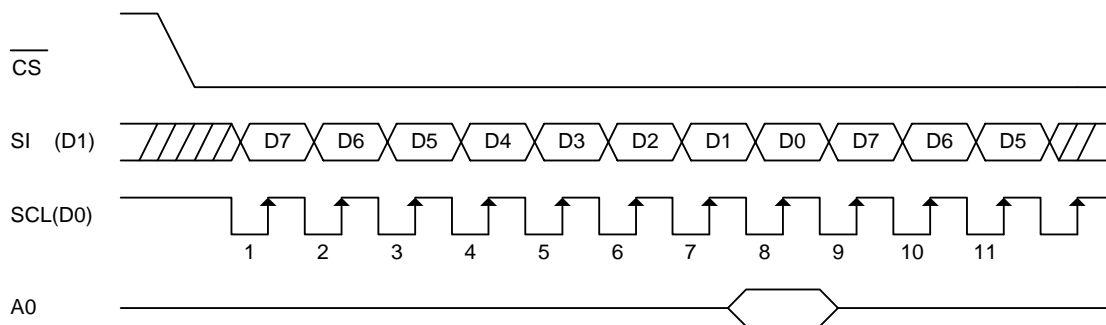 CS
SI (D1) D7 D6 D5 D4 D3 D2 D1 D0 D7 D6 D5
SCL(D0)
1 2 3 4 5 6 7 8 9 10 11
A0